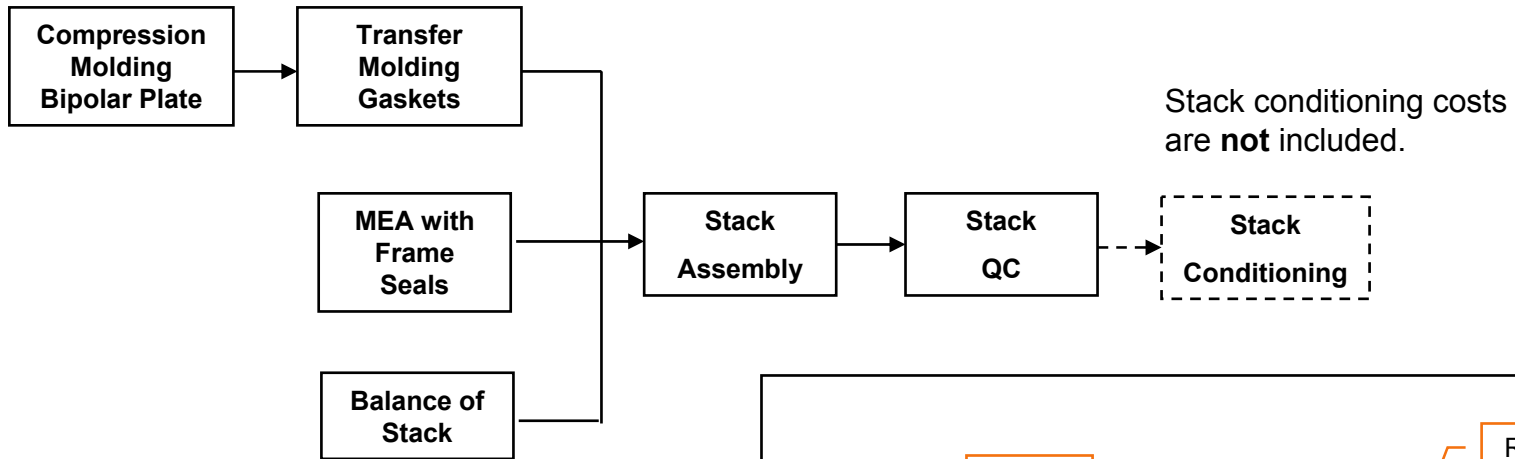 Compression
Molding
Bipolar Plate
Transfer
Molding
Gaskets
Stack conditioning costs
are not included.
MEA with
Frame
Seals
Stack
Assembly
Stack
QC
Stack
Conditioning
Balance of
Stack